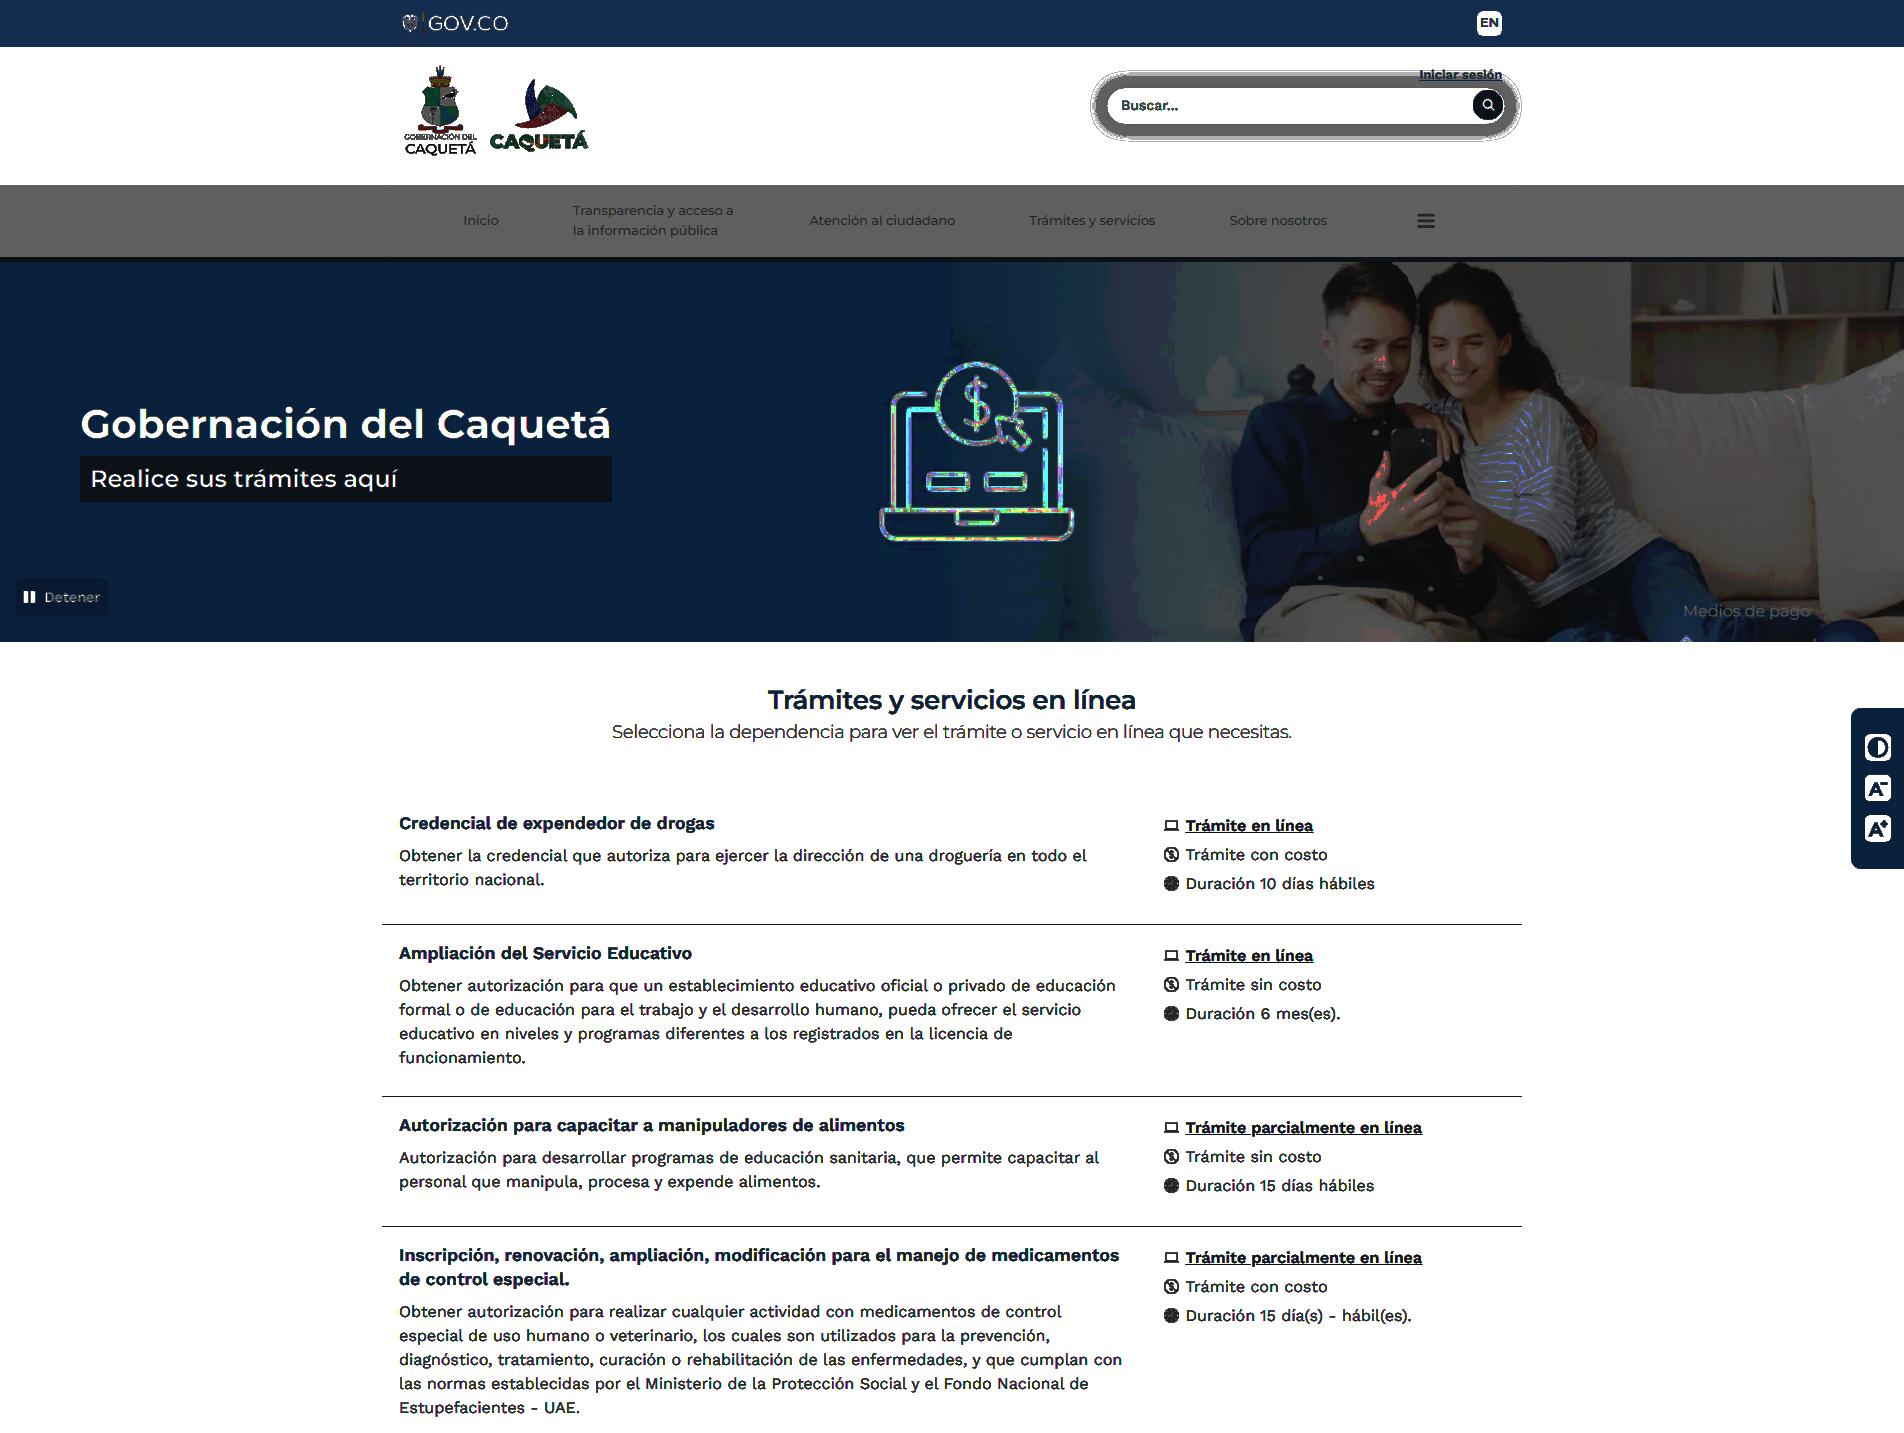 GOV.CO
EN
GOBERNACIÓN DEL
CAQUETÁ
CAQUETÁ
Iniciar sesión
Buscar...
Inicio
Transparencia y acceso a
la información pública
Atención al ciudadano
Trámites y servicios
Sobre nosotros
Gobernación del Caquetá
Realice sus trámites aquí
Detener
Medios de pago
Trámites y servicios en línea
Selecciona la dependencia para ver el trámite o servicio en línea que necesitas.
A-
A+
Credencial de expendedor de drogas
Obtener la credencial que autoriza para ejercer la dirección de una droguería en todo el
territorio nacional.
Trámite en línea
Trámite con costo
Duración 10 días hábiles
Ampliación del Servicio Educativo
Obtener autorización para que un establecimiento educativo oficial o privado de educación
formal o de educación para el trabajo y el desarrollo humano, pueda ofrecer el servicio
educativo en niveles y programas diferentes a los registrados en la licencia de
funcionamiento.
Trámite en línea
Trámite sin costo
Duración 6 mes(es).
Autorización para capacitar a manipuladores de alimentos
Autorización para desarrollar programas de educación sanitaria, que permite capacitar al
personal que manipula, procesa y expende alimentos.
Trámite parcialmente en línea
Trámite sin costo
Duración 15 días hábiles
Inscripción, renovación, ampliación, modificación para el manejo de medicamentos
de control especial.
Obtener autorización para realizar cualquier actividad con medicamentos de control
especial de uso humano o veterinario, los cuales son utilizados para la prevención,
diagnóstico, tratamiento, curación o rehabilitación de las enfermedades, y que cumplan con
las normas establecidas por el Ministerio de la Protección Social y el Fondo Nacional de
Estupefacientes - UAE.
Trámite parcialmente en línea
Trámite con costo
Duración 15 día(s) - hábil(es).